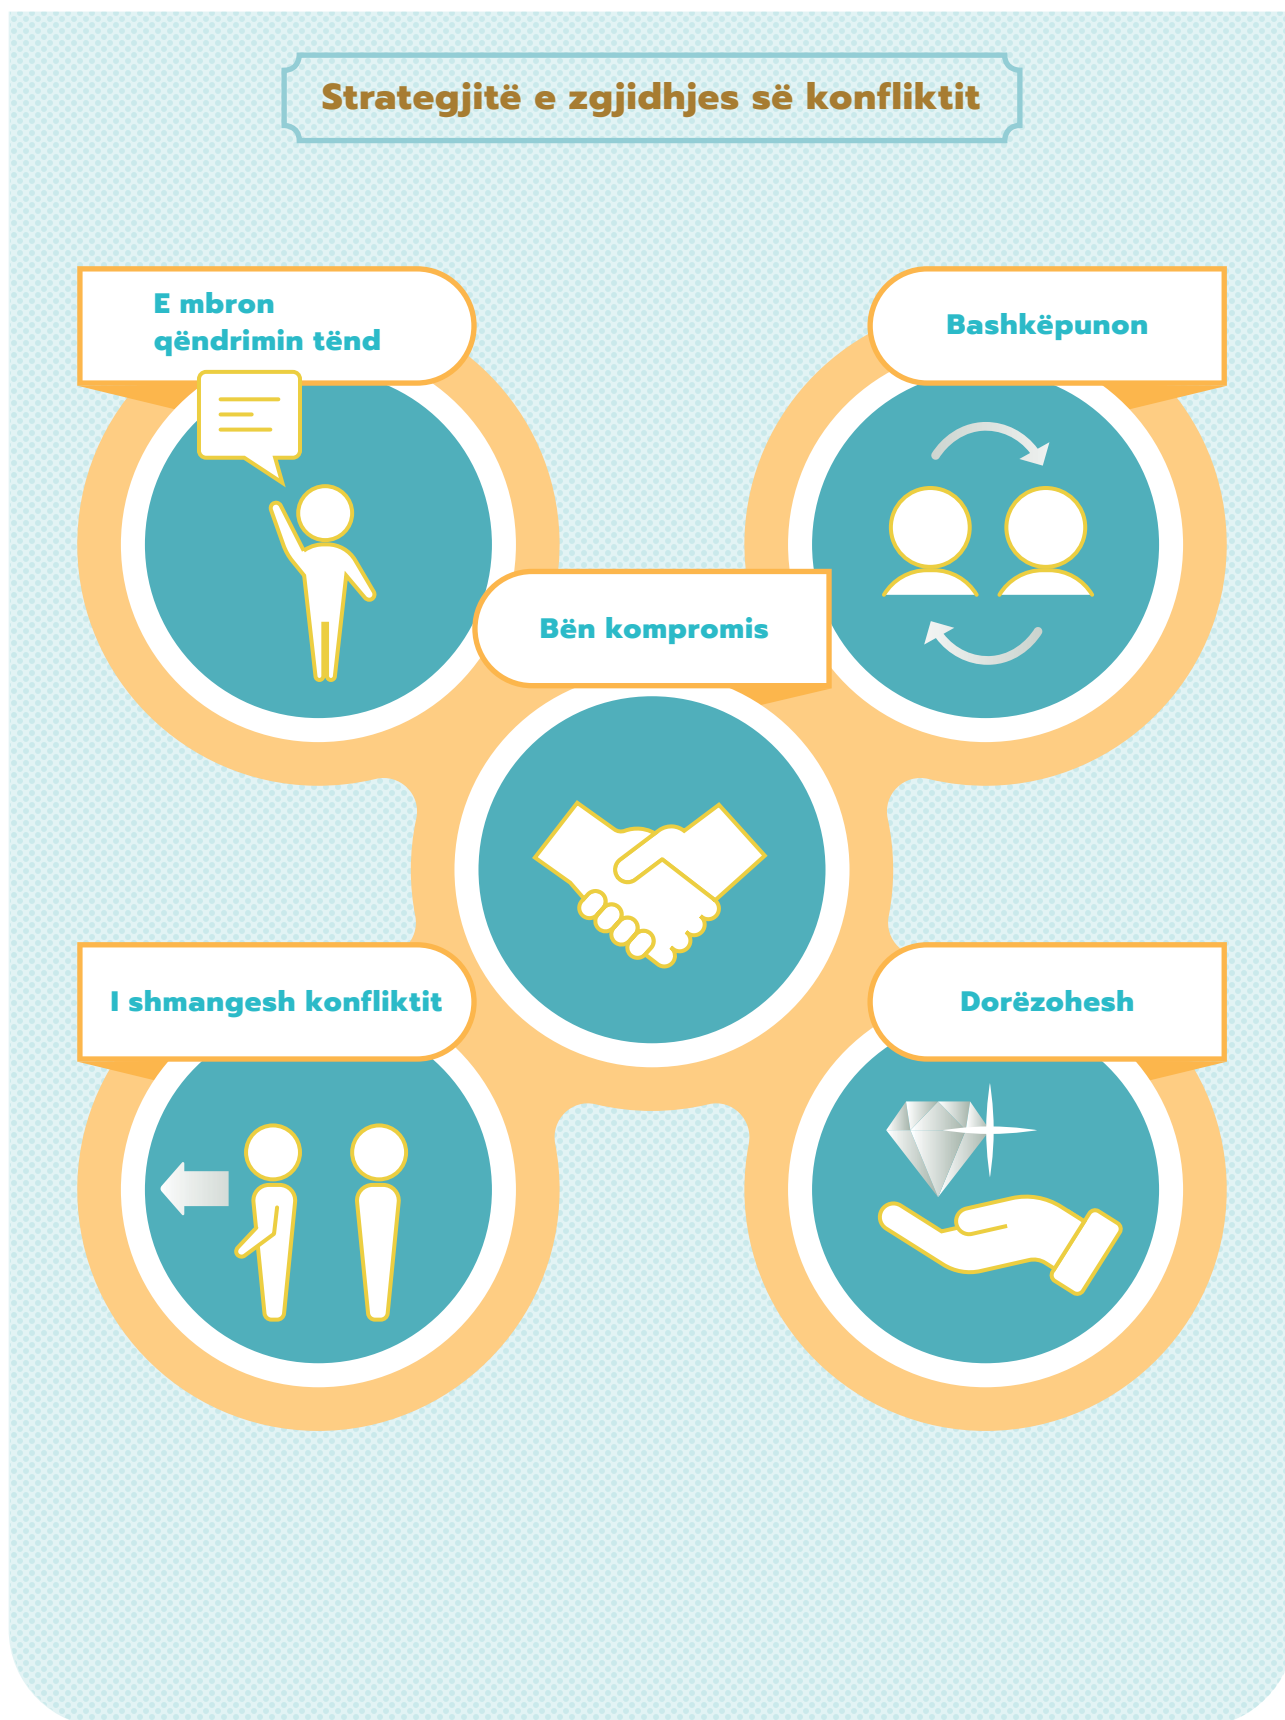 Strategjitë e zgjidhjes së konfliktit
E mbron
qëndrimin tënd
Bashkëpunon
Bën kompromis
I shmangesh konfliktit
Dorëzohesh